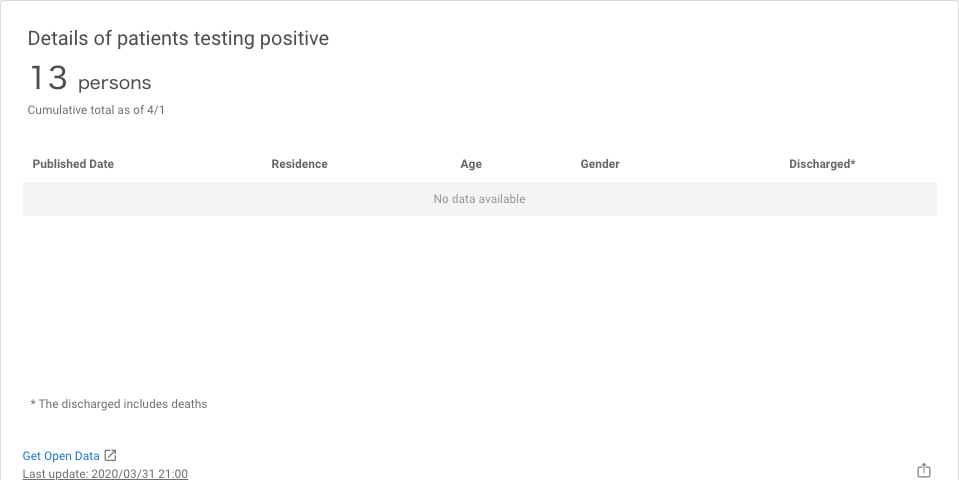 Details of patients testing positive
13 persons
Cumulative total as of 4/1
Published Date Residence Age Gender Discharged*
No data available
* The discharged includes deaths
Get Open Data
Last update: 2020/03/31 21:00